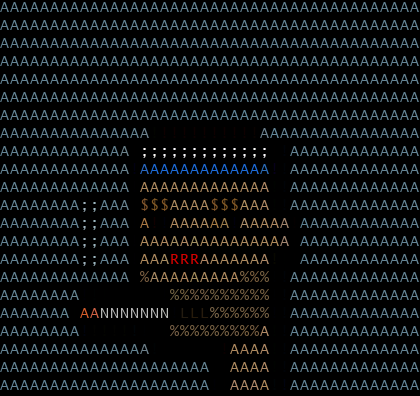 AAAAAAAAAAAAAAAAAAAAAAAAAAAAAAAAAAAAAAAAAA
AAAAAAAAAAAAAAAAAAAAAAAAAAAAAAAAAAAAAAAAAA
AAAAAAAAAAAAAAAAAAAAAAAAAAAAAAAAAAAAAAAAAA
AAAAAAAAAAAAAAAAAAAAAAAAAAAAAAAAAAAAAAAAAA
AAAAAAAAAAAAAAAAAAAAAAAAAAAAAAAAAAAAAAAAAA
AAAAAAAAAAAAAAAAAAAAAAAAAAAAAAAAAAAAAAAAAA
AAAAAAAAAAAAAAAAAAAAAAAAAAAAAAAAAAAAAAAAAA
AAAAAAAAAAAAAAA           AAAAAAAAAAAAAAAA
AAAAAAAAAAAAA ;;;;;;;;;;;;;  AAAAAAAAAAAAA
AAAAAAAAAAAAA AAAAAAAAAAAAA  AAAAAAAAAAAAA
AAAAAAAAAAAAA AAAAAAAAAAAAA  AAAAAAAAAAAAA
AAAAAAAA;;AAA $$$AAAA$$$AAA  AAAAAAAAAAAAA
AAAAAAAA;;AAA A  AAAAAA AAAAA AAAAAAAAAAAA
AAAAAAAA;;AAA AAAAAAAAAAAAAAA AAAAAAAAAAAA
AAAAAAAA;;AAA AAARRRAAAAAAA   AAAAAAAAAAAA
AAAAAAAAAAAAA %AAAAAAAAA%%%  AAAAAAAAAAAAA
AAAAAAAA         %%%%%%%%%%  AAAAAAAAAAAAA
AAAAAAA AANNNNNNN LLL%%%%%%  AAAAAAAAAAAAA
AAAAAAAA         %%%%%%%%%A  AAAAAAAAAAAAA
AAAAAAAAAAAAAAA        AAAA  AAAAAAAAAAAAA
AAAAAAAAAAAAAAAAAAAAA  AAAA  AAAAAAAAAAAAA
AAAAAAAAAAAAAAAAAAAAA  AAAA  AAAAAAAAAAAAA